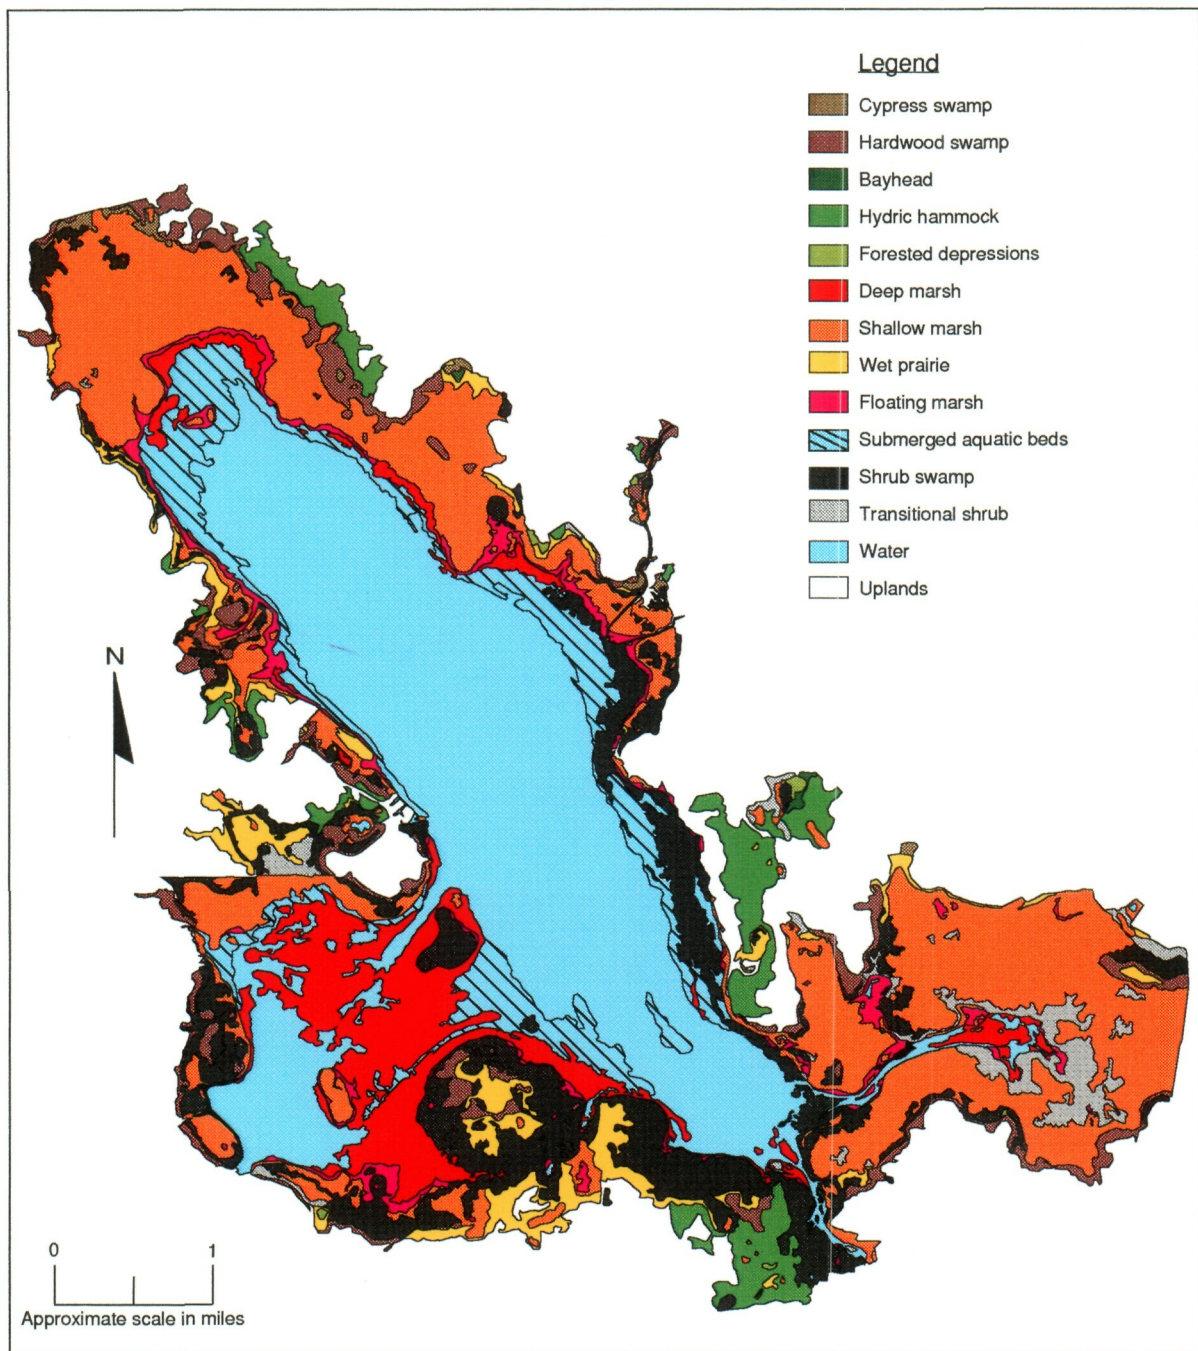 Legend
Cypress swamp
Hardwood swamp
Bayhead
Hydric hammock
Forested depressions
Deep marsh
Shallow marsh
Wet prairie
Floating marsh
Submerged aquatic beds
Shrub swamp
Transitional shrub
Water
Uplands
N
0 1
Approximate scale in miles